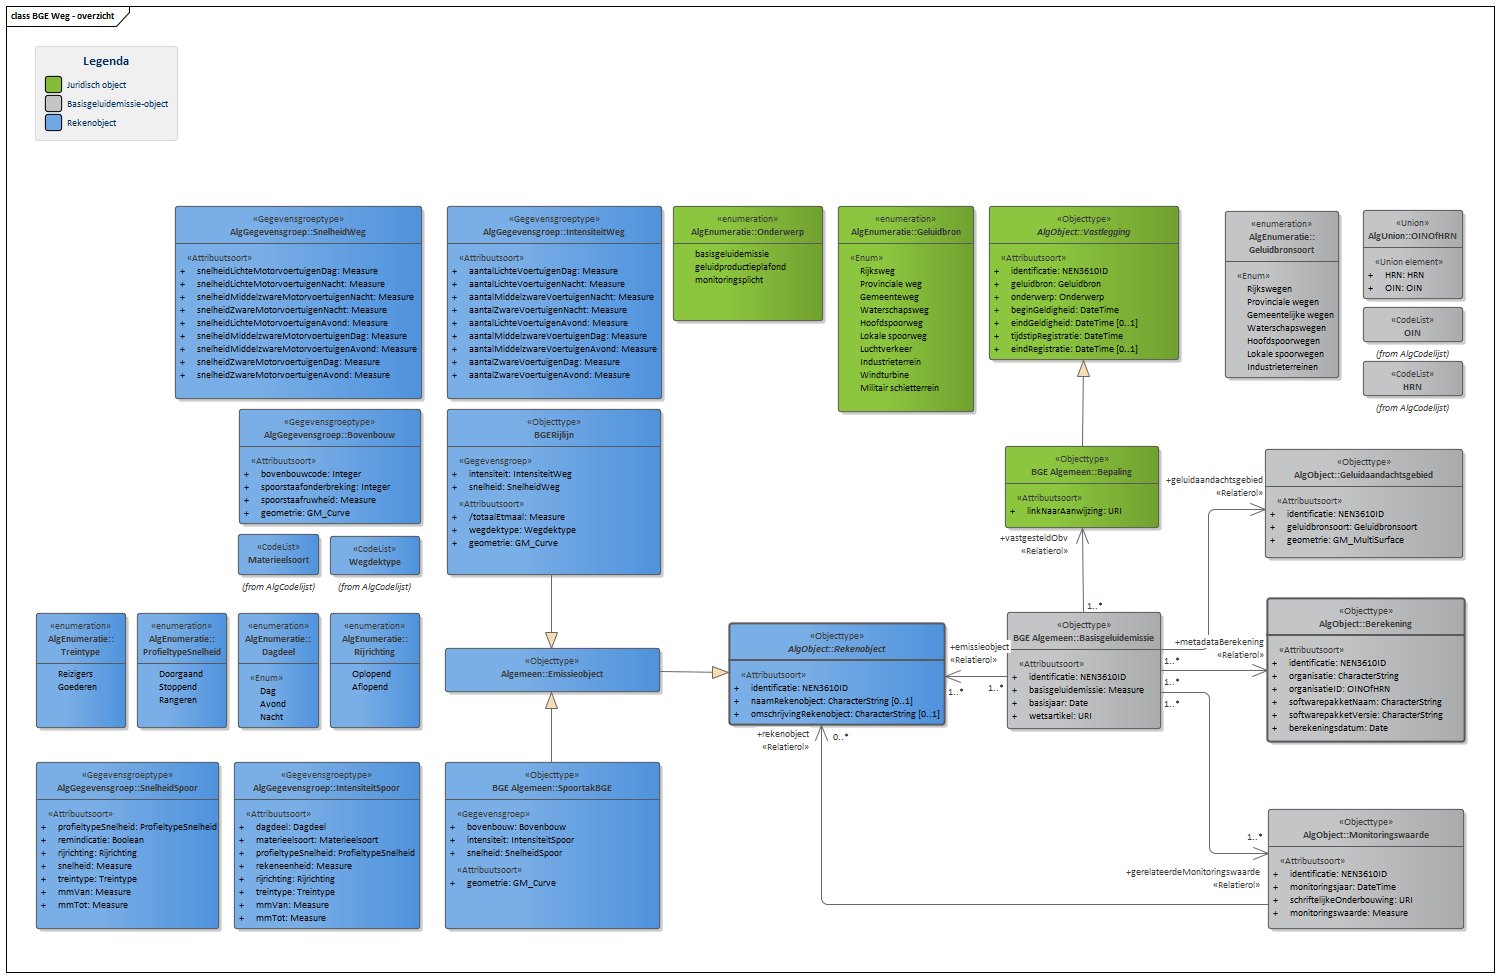 class BGE Weg - overzicht
Legenda
Juridisch object
Basisgeluidemissie-object
Rekenobject
«Gegevensgroeptype»
AlgGegevensgroep::SnelheidWeg
«Attribuutsoort»
+ snelheidLichteMotorvoertuigenDag: Measure
+ snelheidLichteMotorvoertuigenNacht: Measure
+ snelheidMiddelzwareMotorvoertuigenNacht: Measure
+ snelheidZwareMotorvoertuigenNacht: Measure
+ snelheidLichteMotorvoertuigenAvond: Measure
+ snelheidMiddelzwareMotorvoertuigenDag: Measure
+ snelheidMiddelzwareMotorvoertuigenAvond: Measure
+ snelheidZwareMotorvoertuigenDag: Measure
+ snelheidZwareMotorvoertuigenAvond: Measure
«Gegevensgroeptype»
AlgGegevensgroep::IntensiteitWeg
«Attribuutsoort»
+ aantalLichteVoertuigenDag: Measure
+ aantalLichteVoertuigenNacht: Measure
+ aantalMiddelzwareVoertuigenNacht: Measure
+ aantalZwareVoertuigenNacht: Measure
+ aantalLichteVoertuigenAvond: Measure
+ aantalMiddelzwareVoertuigenDag: Measure
+ aantalMiddelzwareVoertuigenAvond: Measure
+ aantalZwareVoertuigenDag: Measure
+ aantalZwareVoertuigenAvond: Measure
«enumeration»
AlgEnumeratie::Onderwerp
basisgeluidemissie
geluidproductieplafond
monitoringsplicht
«enumeration»
AlgEnumeratie::Geluidbron
«Enum»
Rijksweg
Provinciale weg
Gemeenteweg
Waterschapsweg
Hoofdspoorweg
Lokale spoorweg
Luchtverkeer
Industrieterrein
Windturbine
Militair schietterrein
«Objecttype»
AlgObject::Vastlegging
«Attribuutsoort»
+ identificatie: NEN3610ID
+ geluidbron: Geluidbron
+ onderwerp: Onderwerp
+ beginGeldigheid: DateTime
+ eindGeldigheid: DateTime [0..1]
+ tijdstipRegistratie: DateTime
+ eindRegistratie: DateTime [0..1]
«enumeration»
AlgEnumeratie::
Geluidbronsoort
«Enum»
Rijkswegen
Provinciale wegen
Gemeentelijke wegen
Waterschapswegen
Hoofdspoorwegen
Lokale spoorwegen
Industrieterreinen
«Union»
AlgUnion::OINOfHRN
«Union element»
+ HRN: HRN
+ OIN: OIN
«CodeList»
OIN
(from AlgCodelijst)
«CodeList»
HRN
(from AlgCodelijst)
«Gegevensgroeptype»
AlgGegevensgroep::Bovenbouw
«Attribuutsoort»
+ bovenbouwcode: Integer
+ spoorstaafonderbreking: Integer
+ spoorstaafruwheid: Measure
+ geometrie: GM_Curve
«Objecttype»
BGERijlijn
«Gegevensgroep»
+ intensiteit: IntensiteitWeg
+ snelheid: SnelheidWeg
«Attribuutsoort»
+ /totaalEtmaal: Measure
+ wegdektype: Wegdektype
+ geometrie: GM_Curve
«Objecttype»
BGE Algemeen::Bepaling
«Attribuutsoort»
+ linkNaarAanwijzing: URI
+geluidaandachtsgebied
«Relatierol»
«Objecttype»
AlgObject::Geluidaandachtsgebied
«Attribuutsoort»
+ identificatie: NEN3610ID
+ geluidbronsoort: Geluidbronsoort
+ geometrie: GM_MultiSurface
«CodeList»
Materieelsoort
(from AlgCodelijst)
«CodeList»
Wegdektype
(from AlgCodelijst)
+vastgesteldObv
«Relatierol»
1..*
«enumeration»
AlgEnumeratie::
Treintype
Reizigers
Goederen
«enumeration»
AlgEnumeratie::
ProfieltypeSnelheid
Doorgaand
Stoppend
Rangeren
«enumeration»
AlgEnumeratie::
Dagdeel
«Enum»
Dag
Avond
Nacht
«enumeration»
AlgEnumeratie::
Rijrichting
Oplopend
Aflopend
«Objecttype»
Algemeen::Emissieobject
«Objecttype»
AlgObject::Rekenobject
«Attribuutsoort»
+ identificatie: NEN3610ID
+ naamRekenobject: CharacterString [0..1]
+ omschrijvingRekenobject: CharacterString [0..1]
+emissieobject
«Relatierol»
1..*
1..*
«Objecttype»
BGE Algemeen::Basisgeluidemissie
«Attribuutsoort»
+ identificatie: NEN3610ID
+ basisgeluidemissie: Measure
+ basisjaar: Date
+ wetsartikel: URI
+metadataBerekening
«Relatierol»
1..*
1..*
1..*
«Objecttype»
AlgObject::Berekening
«Attribuutsoort»
+ identificatie: NEN3610ID
+ organisatie: CharacterString
+ organisatieID: OINOfHRN
+ softwarepakketNaam: CharacterString
+ softwarepakketVersie: CharacterString
+ berekeningsdatum: Date
+rekenobject
«Relatierol»
0..*
«Gegevensgroeptype»
AlgGegevensgroep::SnelheidSpoor
«Attribuutsoort»
+ profieltypeSnelheid: ProfieltypeSnelheid
+ remindicatie: Boolean
+ rijrichting: Rijrichting
+ snelheid: Measure
+ treintype: Treintype
+ mmVan: Measure
+ mmTot: Measure
«Gegevensgroeptype»
AlgGegevensgroep::IntensiteitSpoor
«Attribuutsoort»
+ dagdeel: Dagdeel
+ materieelsoort: Materieelsoort
+ profieltypeSnelheid: ProfieltypeSnelheid
+ rekeneenheid: Measure
+ rijrichting: Rijrichting
+ treintype: Treintype
+ mmVan: Measure
+ mmTot: Measure
«Objecttype»
BGE Algemeen::SpoortakBGE
«Gegevensgroep»
+ bovenbouw: Bovenbouw
+ intensiteit: IntensiteitSpoor
+ snelheid: SnelheidSpoor
«Attribuutsoort»
+ geometrie: GM_Curve
1..*
+gerelateerdeMonitoringswaarde
«Relatierol»
«Objecttype»
AlgObject::Monitoringswaarde
«Attribuutsoort»
+ identificatie: NEN3610ID
+ monitoringsjaar: DateTime
+ schriftelijkeOnderbouwing: URI
+ monitoringswaarde: Measure